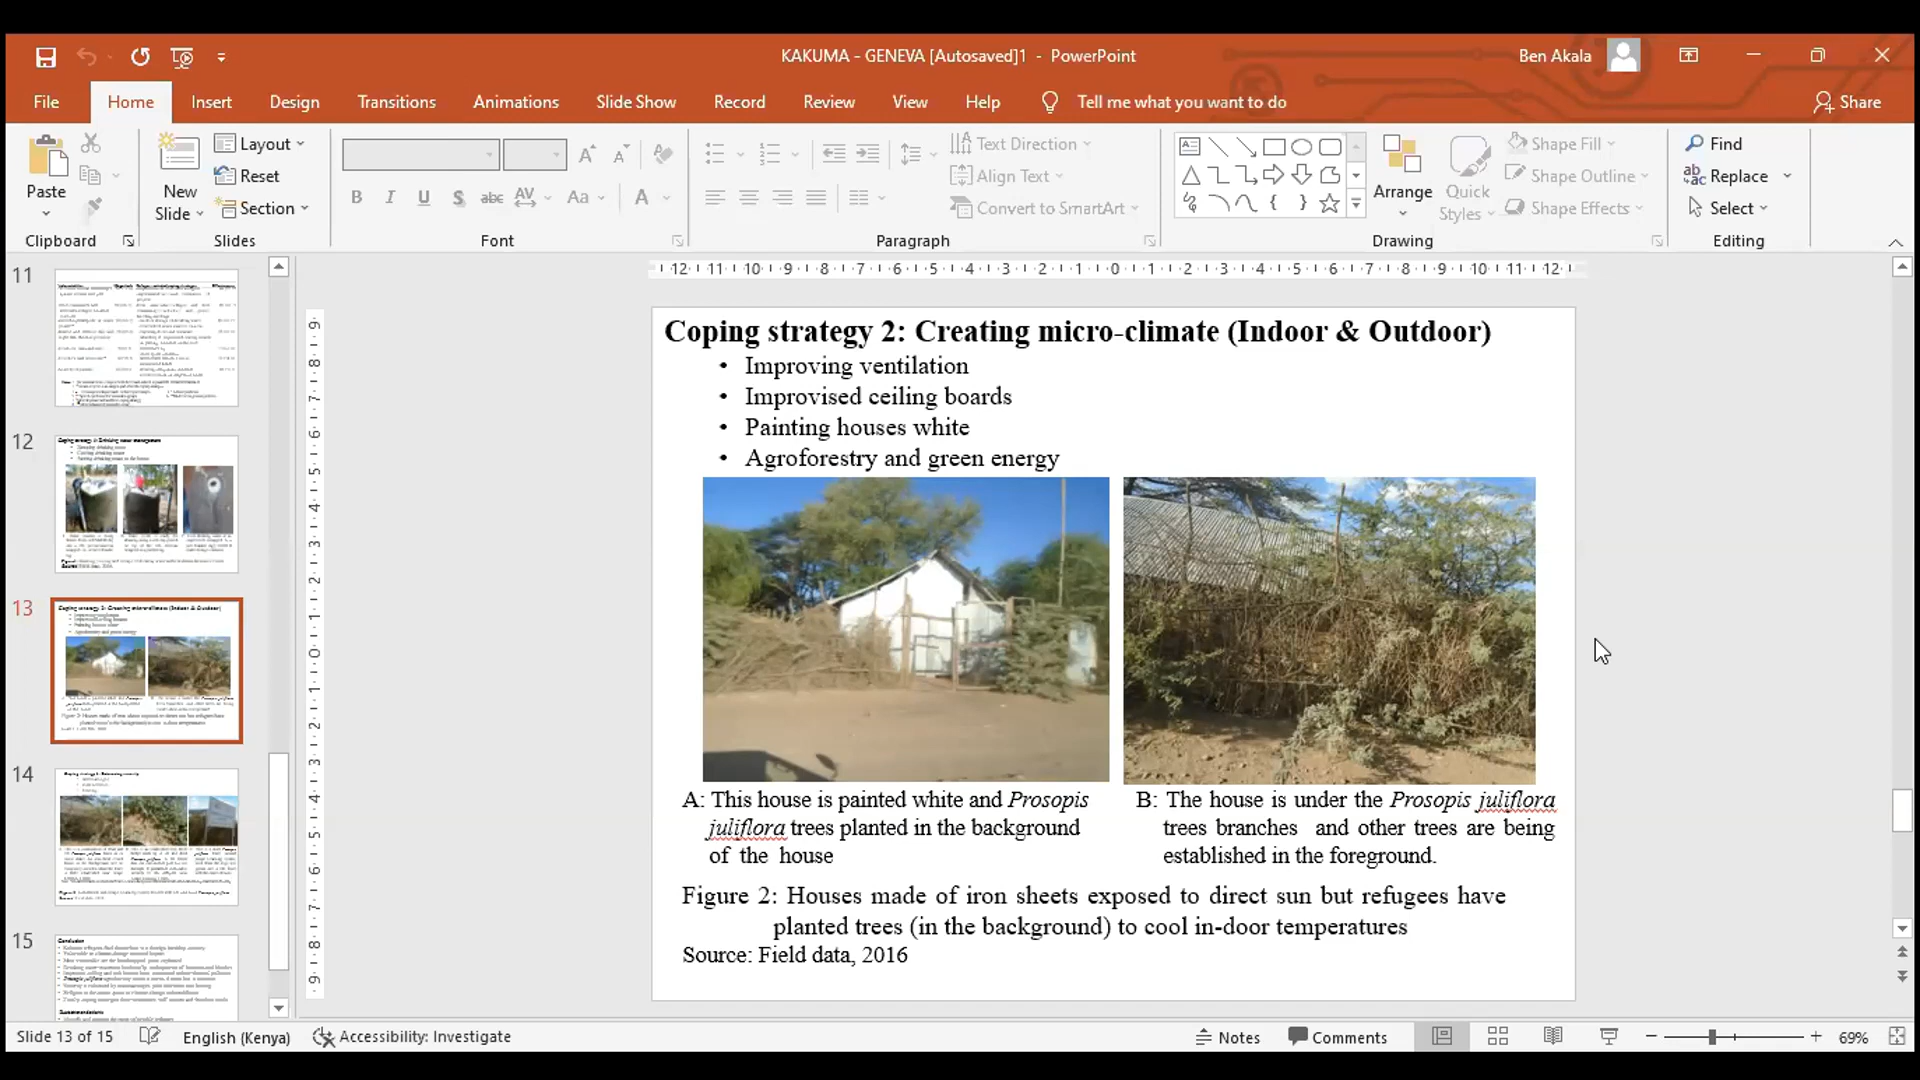 KAKUMA - GENEVA [Autosaved]1 - PowerPoint
Ben Akala
File Home Insert Design Transitions Animations Slide Show Record Review View Help Tell me what you want to do Share
Paste
New Slide
Layout
Reset
Section
Text Direction
Align Text
Convert to SmartArt
Arrange
Quick Styles
Shape Fill
Shape Outline
Shape Effects
Find
Replace
Select
Clipboard Slides Font Paragraph Drawing Editing
11
12
13
14
15
Coping strategy 2: Creating micro-climate (Indoor & Outdoor)
• Improving ventilation
• Improvised ceiling boards
• Painting houses white
• Agroforestry and green energy
A: This house is painted white and Prosopis
juliflora trees planted in the background
of the house
B: The house is under the Prosopis juliflora
trees branches and other trees are being
established in the foreground.
Figure 2: Houses made of iron sheets exposed to direct sun but refugees have
planted trees (in the background) to cool in-door temperatures
Source: Field data, 2016
Slide 13 of 15 English (Kenya) Accessibility: Investigate Notes Comments 69%